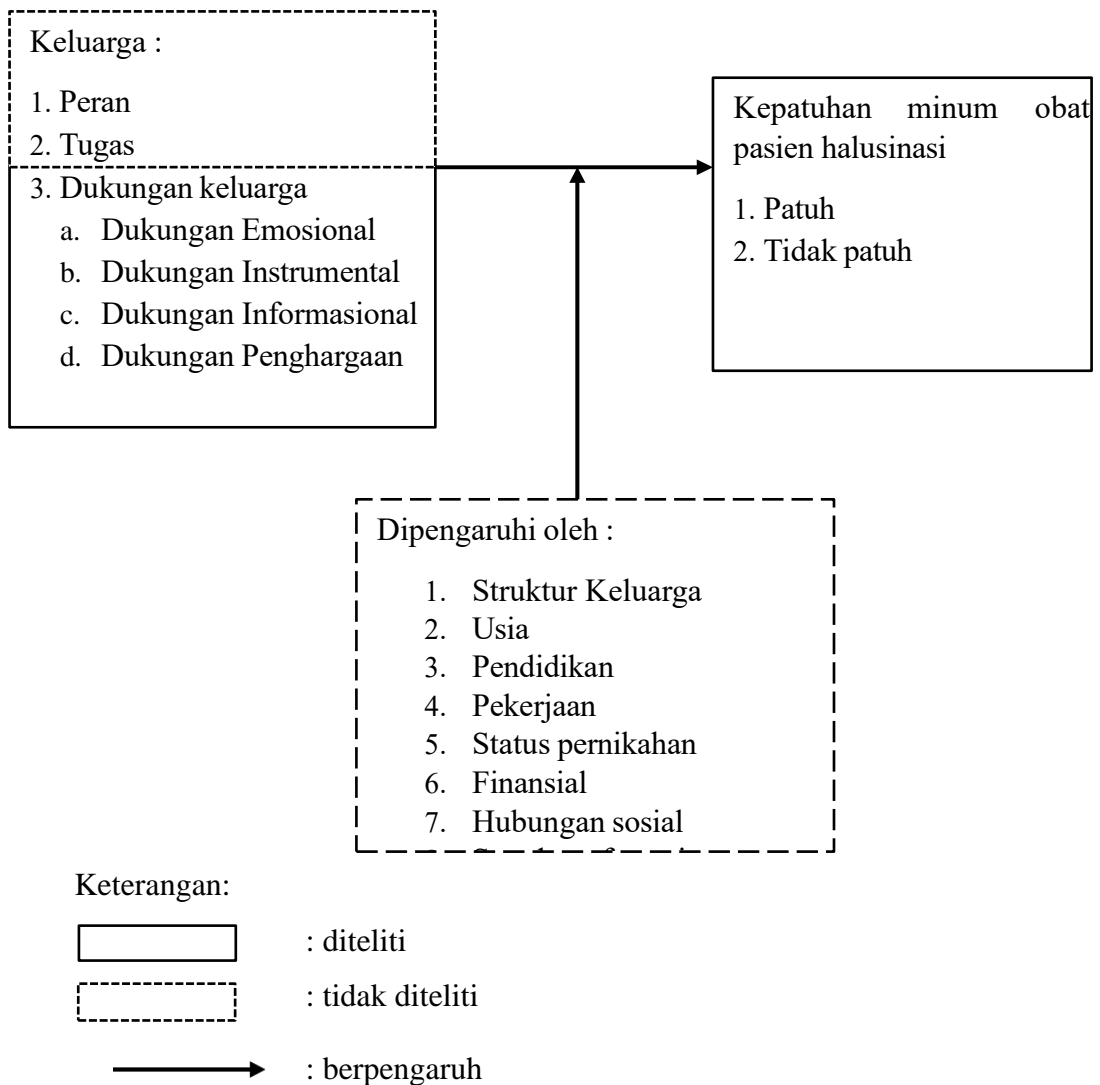 Keluarga :
1. Peran
2. Tugas
3. Dukungan keluarga
a. Dukungan Emosional
b. Dukungan Instrumental
c. Dukungan Informasional
d. Dukungan Penghargaan
Kepatuhan minum obat
pasien halusinasi
1. Patuh
2. Tidak patuh
Dipengaruhi oleh :
1. Struktur Keluarga
2. Usia
3. Pendidikan
4. Pekerjaan
5. Status pernikahan
6. Finansial
7. Hubungan sosial
Keterangan:
: diteliti
: tidak diteliti
: berpengaruh